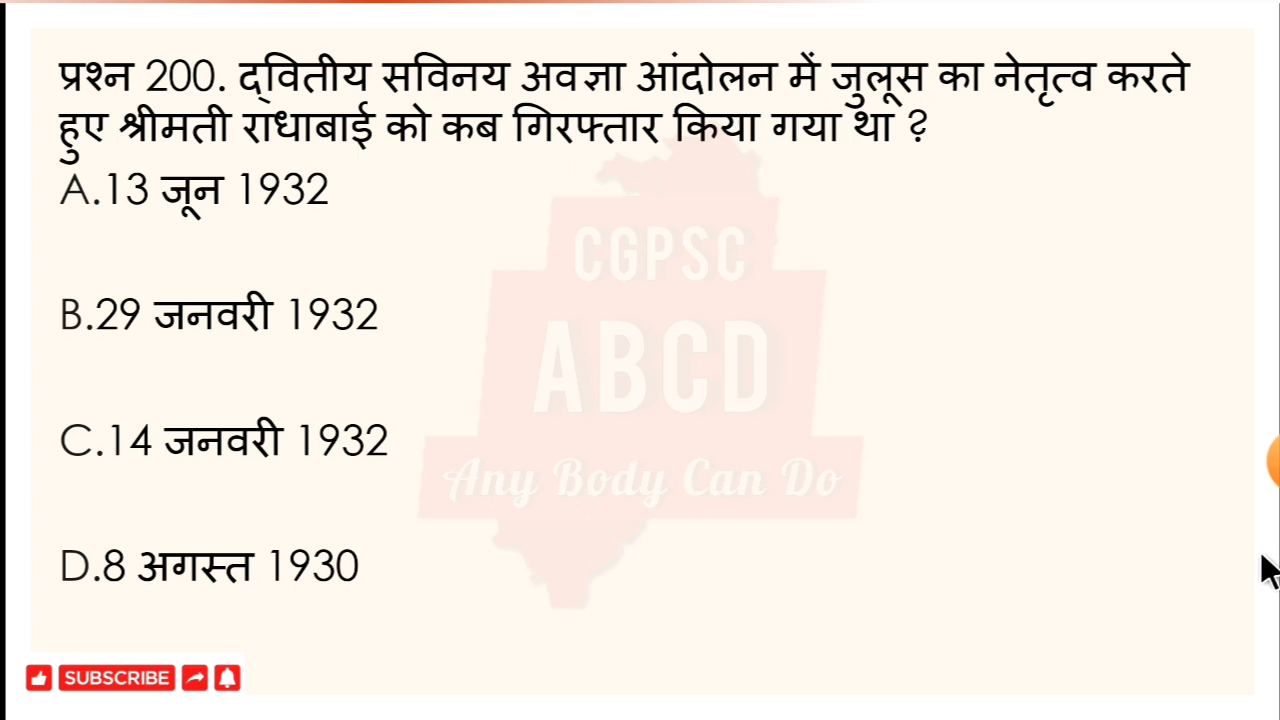 प्रश्न 200. द्वितीय सविनय अवज्ञा आंदोलन में जुलूस का नेतृत्व करते
हुए श्रीमती राधाबाई को कब गिरफ्तार किया गया था ?
A.13 जून 1932
B.29 जनवरी 1932
C.14 जनवरी 1932
D.8 अगस्त 1930
CGPSC
ABCD
Any Body Can Do
SUBSCRIBE